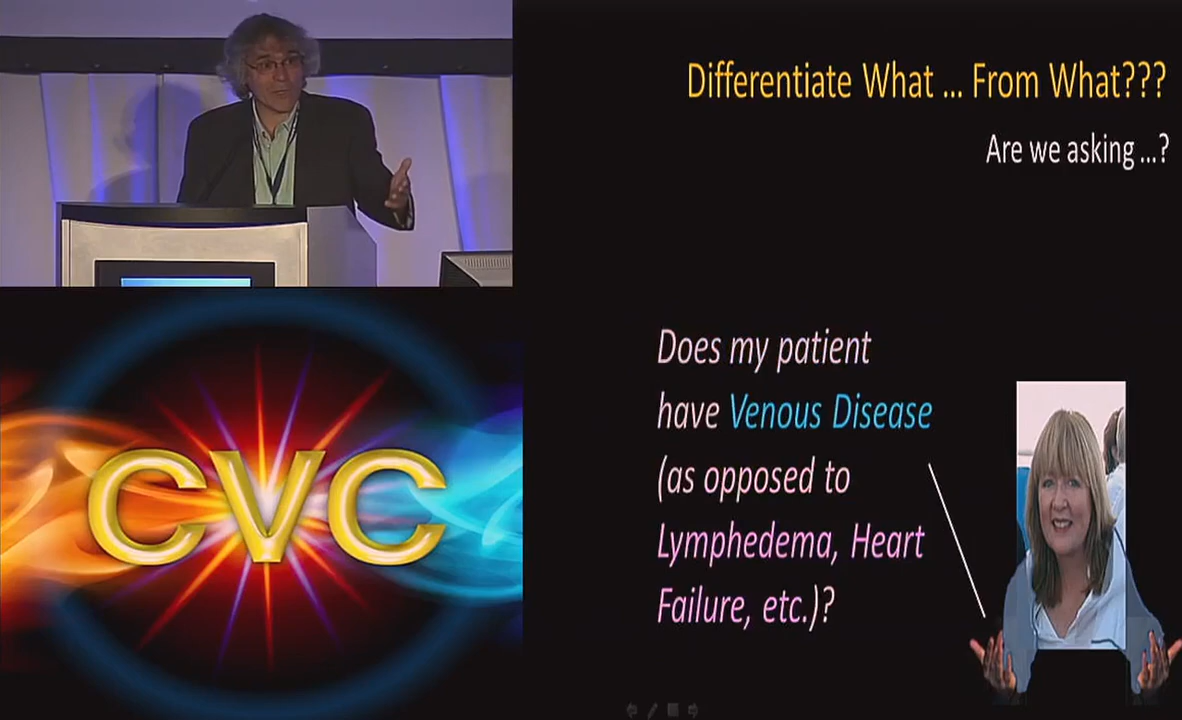 Differentiate What ... From What???
Are we asking ...?
Does my patient
have Venous Disease
(as opposed to
Lymphedema, Heart
Failure, etc.)?
CVC